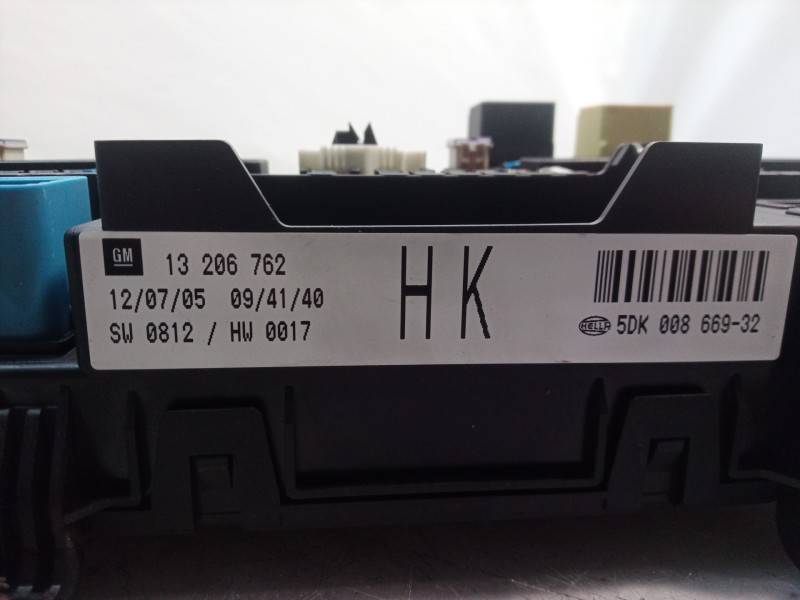 GM 13 206 762
12/07/05 09/41/40
SW 0812 / HW 0017
HK
HELLA 5DK 008 669-32